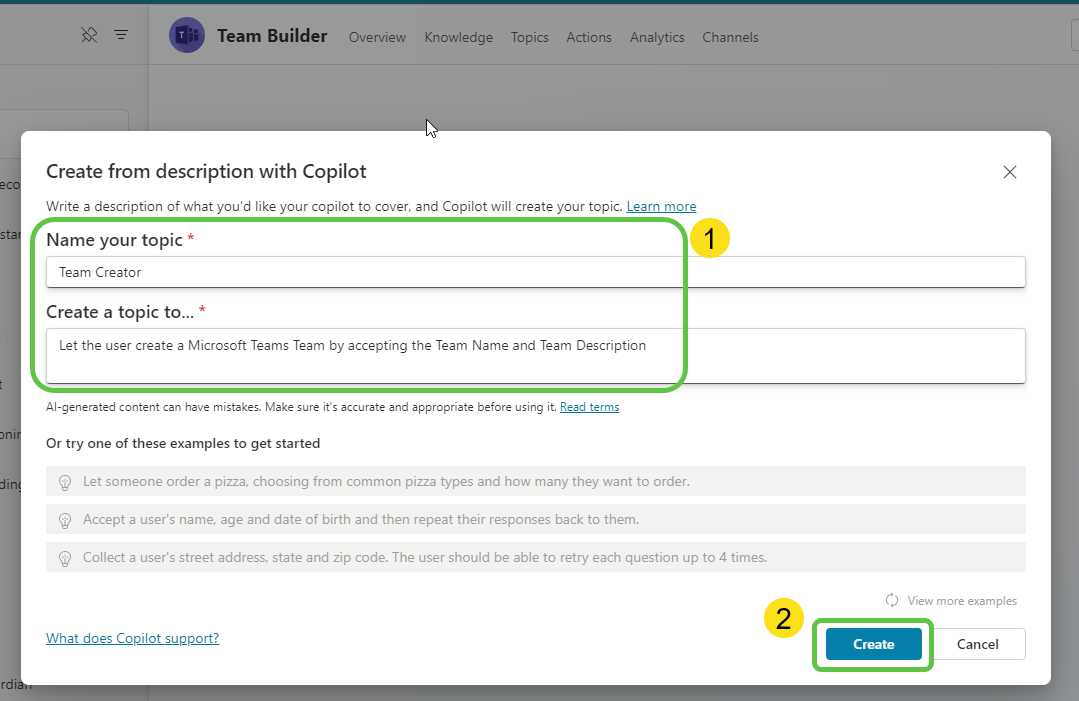 Team Builder Overview Knowledge Topics Actions Analytics Channels
Create from description with Copilot
Write a description of what you'd like your copilot to cover, and Copilot will create your topic. Learn more
Name your topic *
1
Team Creator
Create a topic to... *
Let the user create a Microsoft Teams Team by accepting the Team Name and Team Description
AI-generated content can have mistakes. Make sure it's accurate and appropriate before using it. Read terms
Or try one of these examples to get started
Let someone order a pizza, choosing from common pizza types and how many they want to order.
Accept a user's name, age and date of birth and then repeat their responses back to them.
Collect a user's street address, state and zip code. The user should be able to retry each question up to 4 times.
View more examples
2
What does Copilot support?
Create Cancel